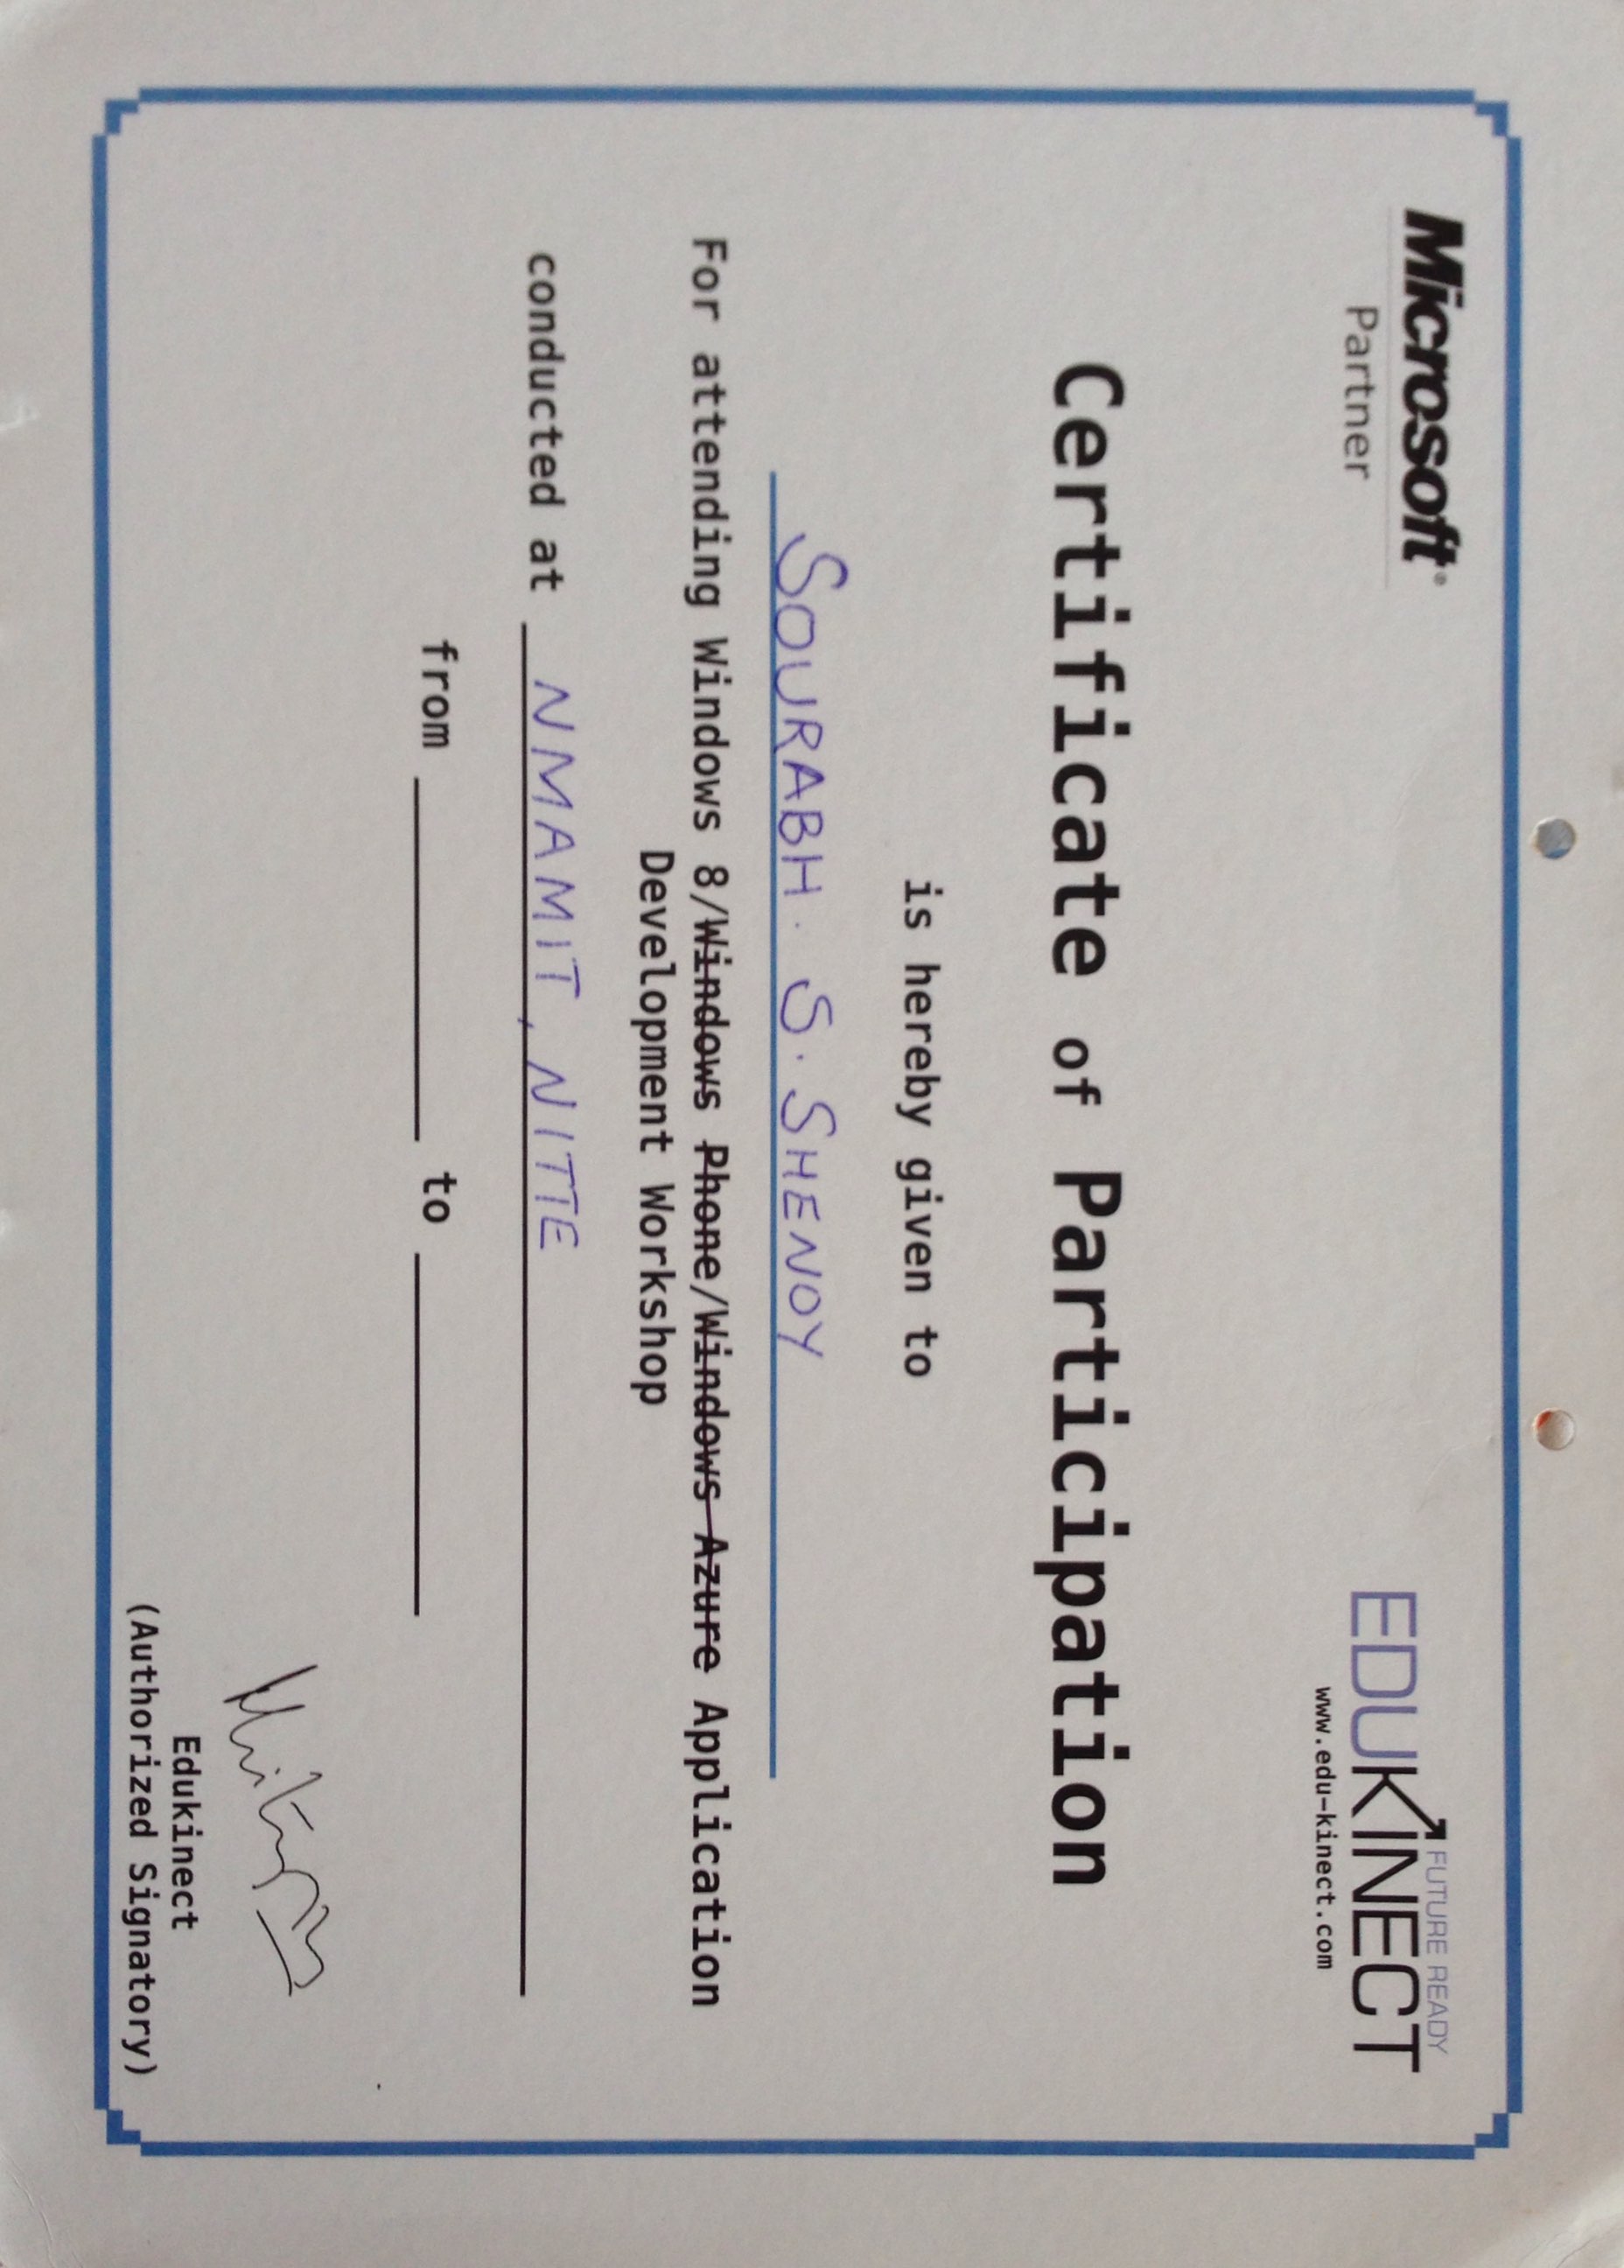 Microsoft®
Partner
FUTURE READY
EDUKINECT
www.edu-kinect.com
Certificate of Participation
is hereby given to
SOURABH. S. SHENOY
For attending Windows 8/Windows Phone/Windows Azure Application
Development Workshop
conducted at NMAMIT, NITTE
from ____________ to ____________
Edukinect
(Authorized Signatory)